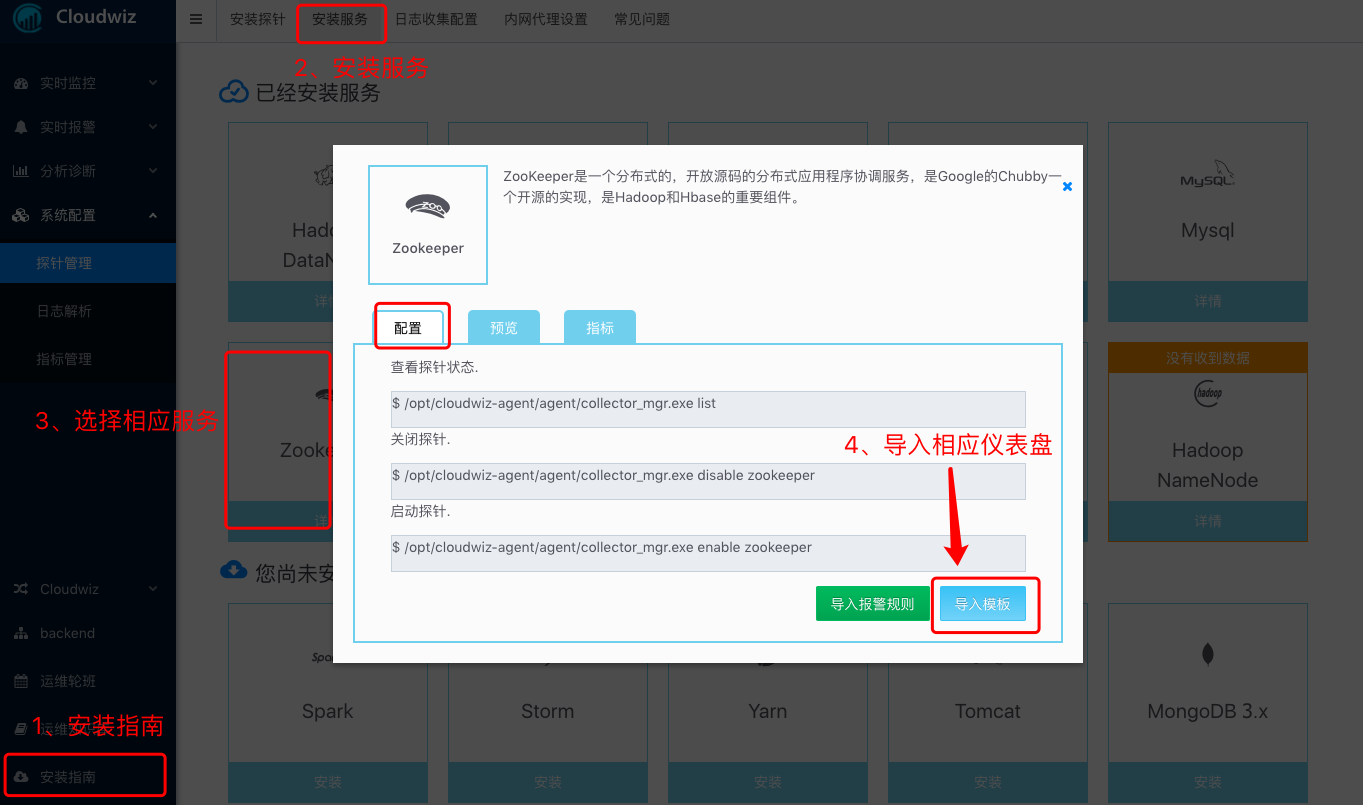 Cloudwiz
安装探针
安装服务
日志收集配置
内网代理设置
常见问题
2、安装服务
实时监控
实时报警
分析诊断
系统配置
探针管理
日志解析
指标管理
3、选择相应服务
Cloudwiz
backend
运维轮班
1、安装指南
安装指南
已经安装服务
MySQL
Mysql
详情
没有收到数据
hadoop
Hadoop
NameNode
详情
ZOO
Zookeeper
ZooKeeper是一个分布式的，开放源码的分布式应用程序协调服务，是Google的Chubby一
个开源的实现，是Hadoop和Hbase的重要组件。
配置
预览
指标
查看探针状态.
$ /opt/cloudwiz-agent/agent/collector_mgr.exe list
关闭探针.
4、导入相应仪表盘
$ /opt/cloudwiz-agent/agent/collector_mgr.exe disable zookeeper
启动探针.
$ /opt/cloudwiz-agent/agent/collector_mgr.exe enable zookeeper
导入报警规则
导入模板
您尚未安
Spark
安装
Storm
安装
Yarn
安装
Tomcat
安装
MongoDB 3.x
安装